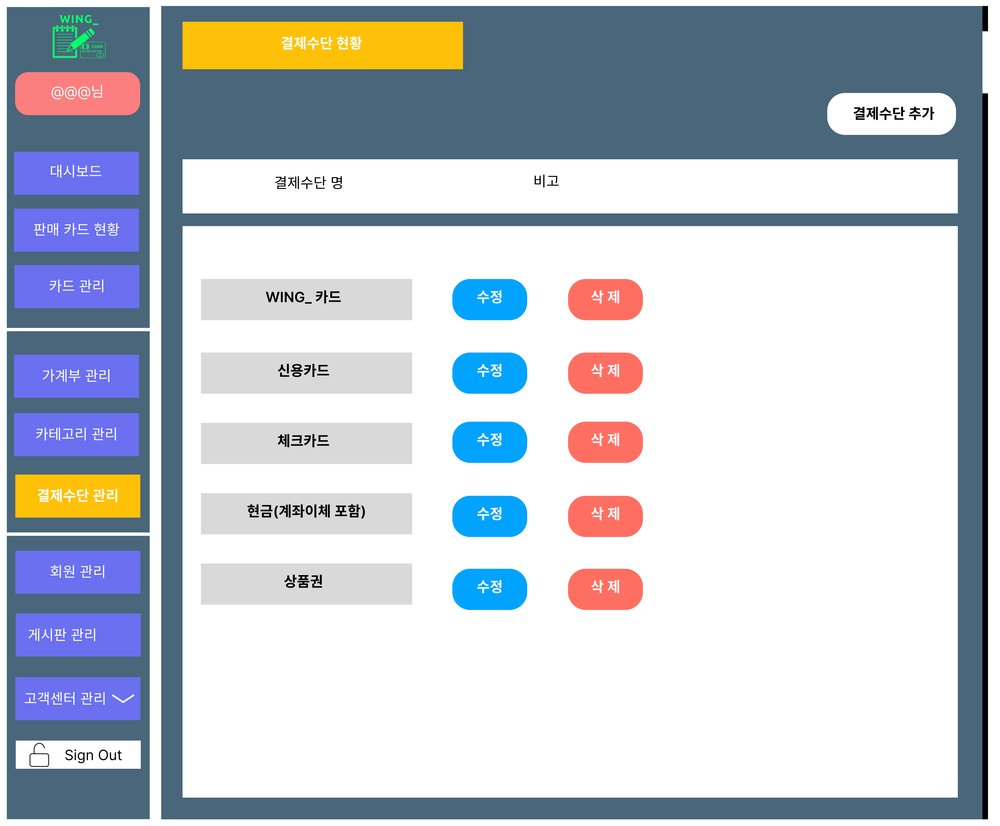 WING_
CARD
@@@님
대시보드
판매 카드 현황
카드 관리
가계부 관리
카테고리 관리
결제수단 관리
회원 관리
게시판 관리
고객센터 관리
Sign Out
결제수단 현황
결제수단 추가
결제수단 명 비고
WING_ 카드 수정 삭 제
신용카드 수정 삭 제
체크카드 수정 삭 제
현금(계좌이체 포함) 수정 삭 제
상품권 수정 삭 제